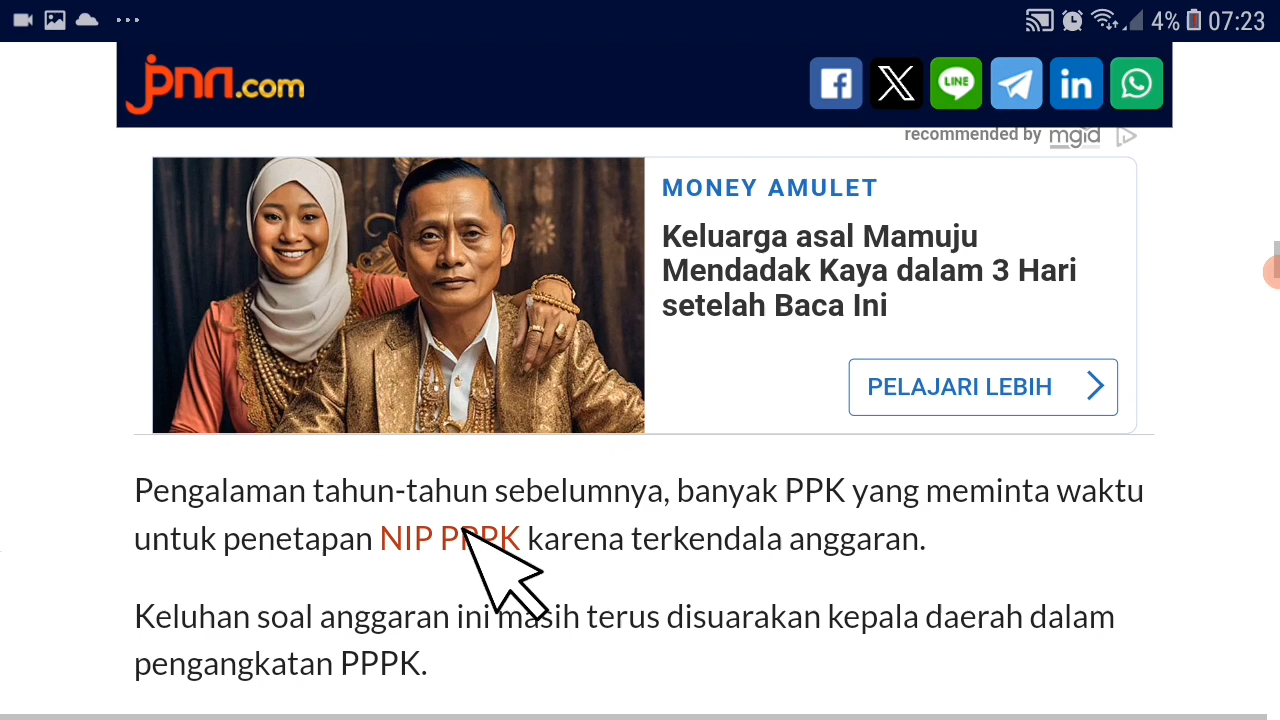 4% 07:23
jpnn.com
LINE
recommended by mgid
MONEY AMULET
Keluarga asal Mamuju
Mendadak Kaya dalam 3 Hari
setelah Baca Ini
PELAJARI LEBIH
Pengalaman tahun-tahun sebelumnya, banyak PPK yang meminta waktu
untuk penetapan NIP PPPK karena terkendala anggaran.
Keluhan soal anggaran ini masih terus disuarakan kepala daerah dalam
pengangkatan PPPK.